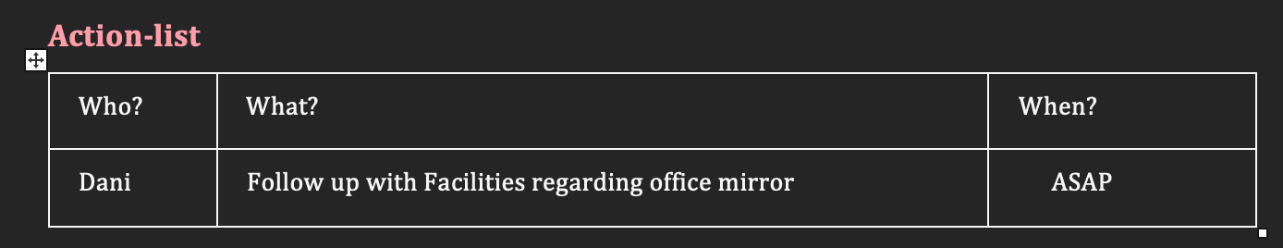 Action-list
Who? What? When?
Dani Follow up with Facilities regarding office mirror ASAP